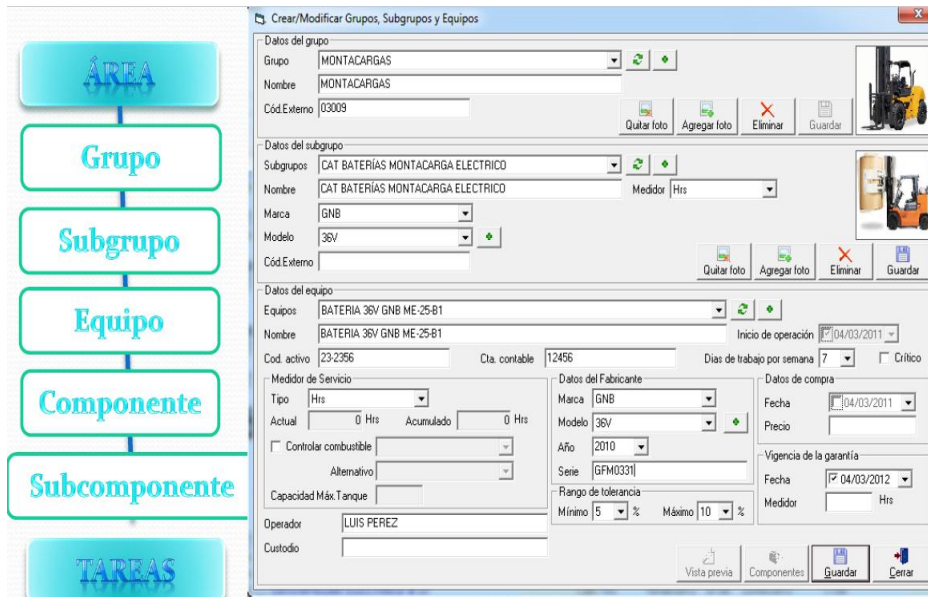 ÁREA
Grupo
Subgrupo
Equipo
Componente
Subcomponente
TAREAS
Crear/Modificar Grupos, Subgrupos y Equipos
Datos del grupo
Grupo MONTACARGAS
Nombre MONTACARGAS
Cód.Externo 03009
Quitar foto Agregar foto Eliminar Guardar
Datos del subgrupo
Subgrupos CAT BATERÍAS MONTACARGA ELECTRICO
Nombre CAT BATERÍAS MONTACARGA ELECTRICO Medidor Hrs
Marca GNB
Modelo 36V
Cód.Externo
Quitar foto Agregar foto Eliminar Guardar
Datos del equipo
Equipos BATERIA 36V GNB ME-25-B1
Nombre BATERIA 36V GNB ME-25-B1 Inicio de operación 04/03/2011
Cod. activo 23-2356 Cta. contable 12456 Dias de trabajo por semana 7 Crítico
Medidor de Servicio
Tipo Hrs
Actual 0 Hrs Acumulado 0 Hrs
Controlar combustible
Alternativo
Capacidad Máx.Tanque
Operador LUIS PEREZ
Custodio
Datos del Fabricante
Marca GNB
Modelo 36V
Año 2010
Serie GFM0331
Rango de tolerancia
Mínimo 5 % Máximo 10 %
Datos de compra
Fecha 04/03/2011
Precio
Vigencia de la garantía
Fecha 04/03/2012
Medidor Hrs
Vista previa Componentes Guardar Cerrar